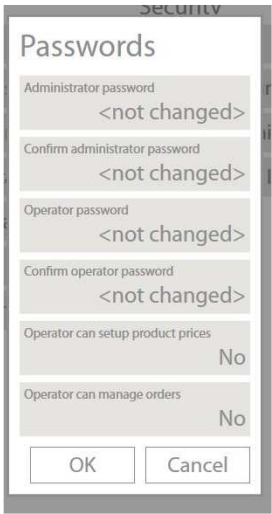 Security
Passwords
Administrator password
<not changed>
Confirm administrator password
<not changed>
Operator password
<not changed>
Confirm operator password
<not changed>
Operator can setup product prices
No
Operator can manage orders
No
OK Cancel